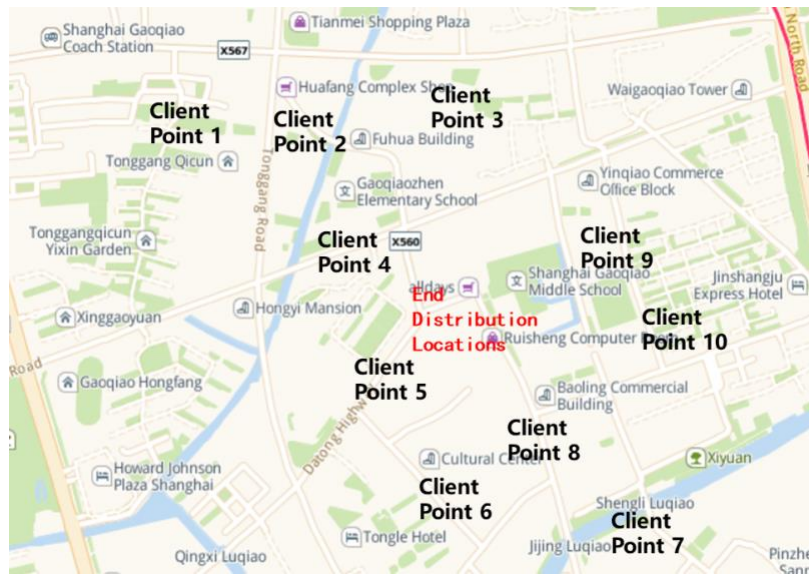 Tianmei Shopping Plaza
Shanghai Gaoqiao
Coach Station
X567
North Road
Huafang Complex Shop
Waigaoqiao Tower
Client
Point 1
Client
Point 2
Client
Point 3
Fuhua Building
Tonggang Qicun
Tonggang Road
Yinqiao Commerce
Office Block
Gaoqiaozhen
Elementary School
Tonggangqicun
Yixin Garden
Client
Point 4
X560
Client
Point 9
Shanghai Gaoqiao
Middle School
Jinshangju
Express Hotel
alldays
End
Distribution
Locations
Hongyi Mansion
Xinggaoyuan
Client
Point 10
Ruisheng Computer
Road
Client
Point 5
Gaoqiao Hongfang
Baoling Commercial
Building
Datong Highway
Client
Point 8
Cultural Center
Xiyuan
Howard Johnson
Plaza Shanghai
Client
Point 6
Shengli Luqiao
Client
Point 7
Tongle Hotel
Jijing Luqiao
Qingxi Luqiao
Pinzhe